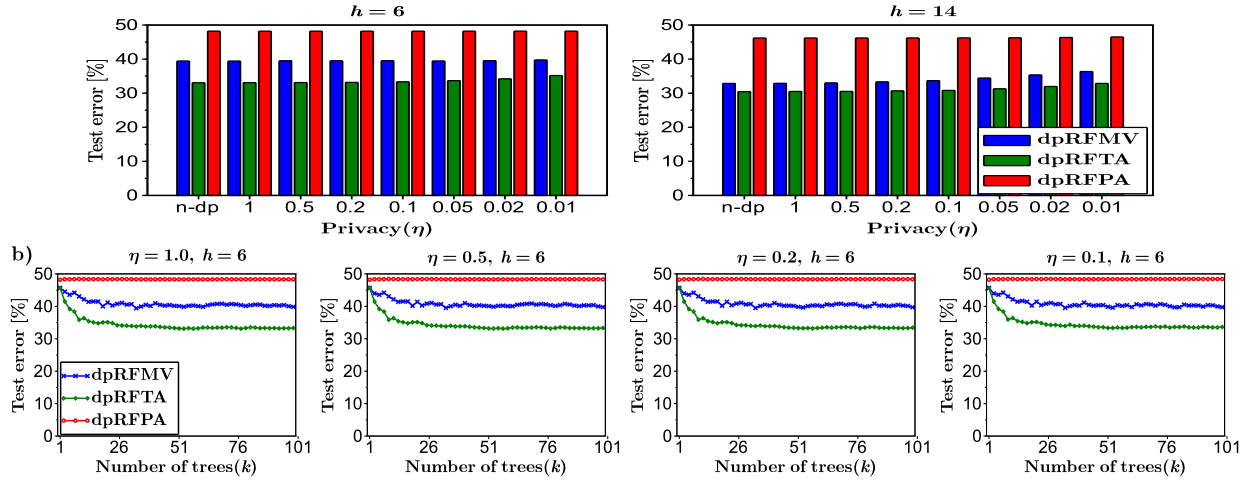 h = 6
50
40
30
20
10
0
Test error [%]
n-dp 1 0.5 0.2 0.1 0.05 0.02 0.01
Privacy(η)
h = 14
50
40
30
20
10
0
Test error [%]
dpRFMV
dpRFTA
dpRFPA
n-dp 1 0.5 0.2 0.1 0.05 0.02 0.01
Privacy(η)
b)
η = 1.0, h = 6
50
40
30
20
10
0
Test error [%]
dpRFMV
dpRFTA
dpRFPA
1 26 51 76 101
Number of trees(k)
η = 0.5, h = 6
50
40
30
20
10
0
Test error [%]
1 26 51 76 101
Number of trees(k)
η = 0.2, h = 6
50
40
30
20
10
0
Test error [%]
1 26 51 76 101
Number of trees(k)
η = 0.1, h = 6
50
40
30
20
10
0
Test error [%]
1 26 51 76 101
Number of trees(k)